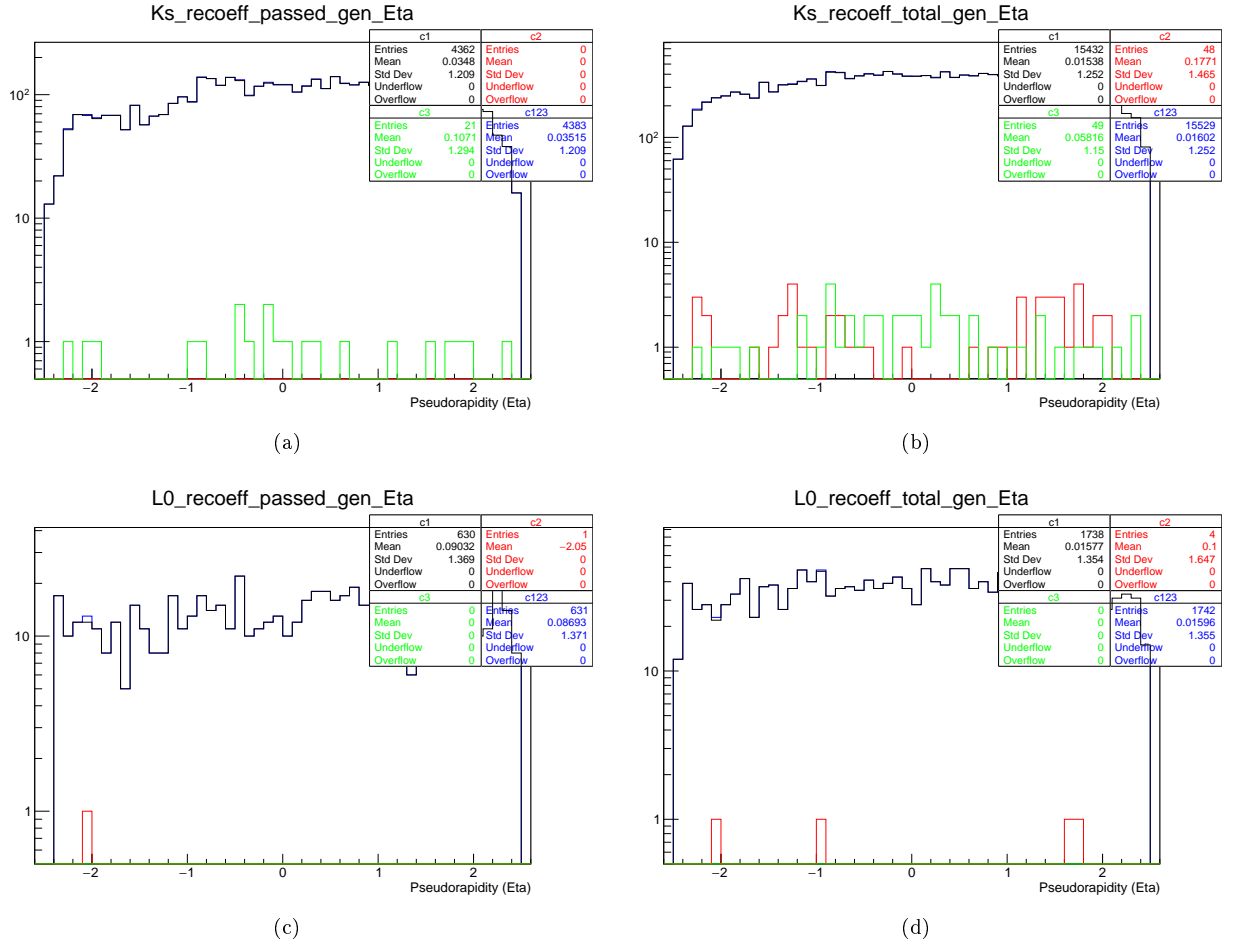 Ks_recoeff_passed_gen_Eta
c1 c2
Entries 4362 Entries 0
Mean 0.0348 Mean 0
Std Dev 1.209 Std Dev 0
Underflow 0 Underflow 0
Overflow 0 Overflow 0
c3 c123
Entries 21 Entries 4383
Mean 0.1071 Mean 0.03515
Std Dev 1.294 Std Dev 1.209
Underflow 0 Underflow 0
Overflow 0 Overflow 0
10²
10
1
−2 −1 0 1 2
Pseudorapidity (Eta)
(a)
Ks_recoeff_total_gen_Eta
c1 c2
Entries 15432 Entries 48
Mean 0.01538 Mean 0.1771
Std Dev 1.252 Std Dev 1.465
Underflow 0 Underflow 0
Overflow 0 Overflow 0
c3 c123
Entries 49 Entries 15529
Mean 0.05816 Mean 0.01602
Std Dev 1.15 Std Dev 1.252
Underflow 0 Underflow 0
Overflow 0 Overflow 0
10²
10
1
−2 −1 0 1 2
Pseudorapidity (Eta)
(b)
L0_recoeff_passed_gen_Eta
c1 c2
Entries 630 Entries 1
Mean 0.09032 Mean −2.05
Std Dev 1.369 Std Dev 0
Underflow 0 Underflow 0
Overflow 0 Overflow 0
c3 c123
Entries 0 Entries 631
Mean 0 Mean 0.08693
Std Dev 0 Std Dev 1.371
Underflow 0 Underflow 0
Overflow 0 Overflow 0
10
1
−2 −1 0 1 2
Pseudorapidity (Eta)
(c)
L0_recoeff_total_gen_Eta
c1 c2
Entries 1738 Entries 4
Mean 0.01577 Mean 0.1
Std Dev 1.354 Std Dev 1.647
Underflow 0 Underflow 0
Overflow 0 Overflow 0
c3 c123
Entries 0 Entries 1742
Mean 0 Mean 0.01596
Std Dev 0 Std Dev 1.355
Underflow 0 Underflow 0
Overflow 0 Overflow 0
10
1
−2 −1 0 1 2
Pseudorapidity (Eta)
(d)